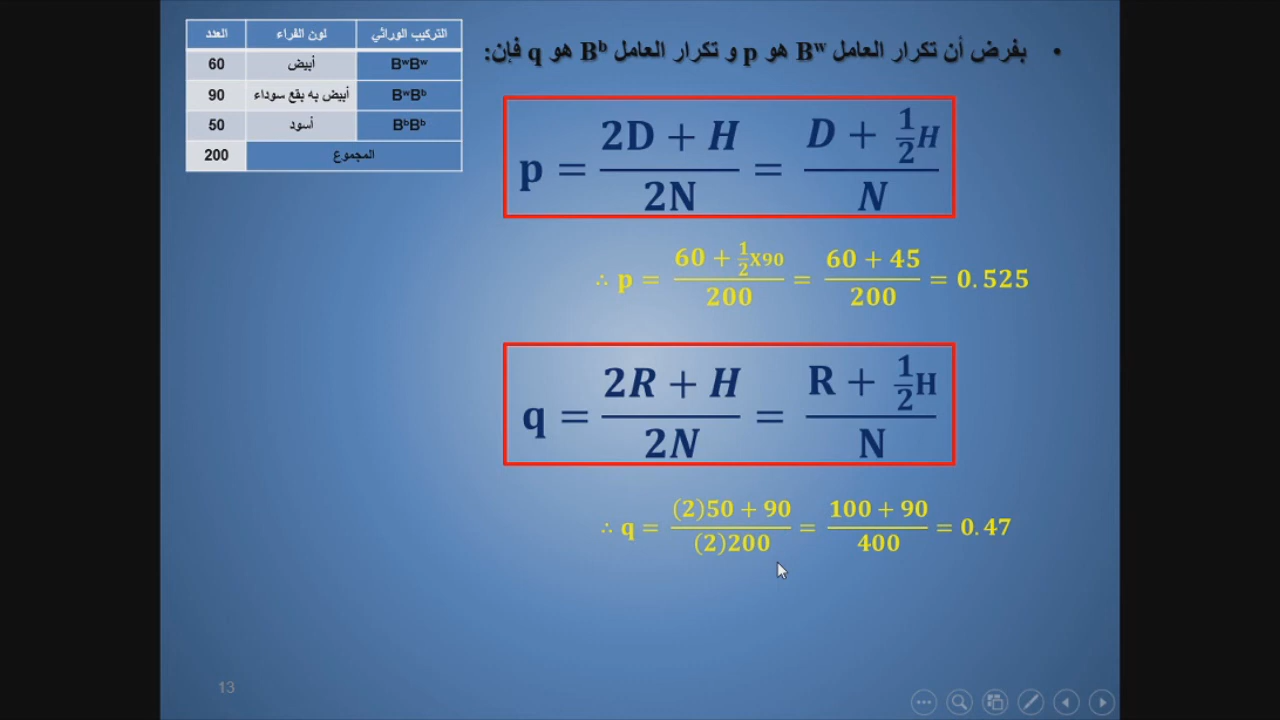 بفرض أن تكرار العامل Bʷ هو p و تكرار العامل Bᵇ هو q فإن:
التركيب الوراثي لون الفراء العدد
BʷBʷ أبيض 60
BʷBᵇ أبيض به بقع سوداء 90
BᵇBᵇ أسود 50
المجموع 200
p = (2D + H)/2N = (D + ½H)/N
∴ p = (60 + ½X90)/200 = (60 + 45)/200 = 0.525
q = (2R + H)/2N = (R + ½H)/N
∴ q = ((2)50 + 90)/((2)200) = (100 + 90)/400 = 0.47
13